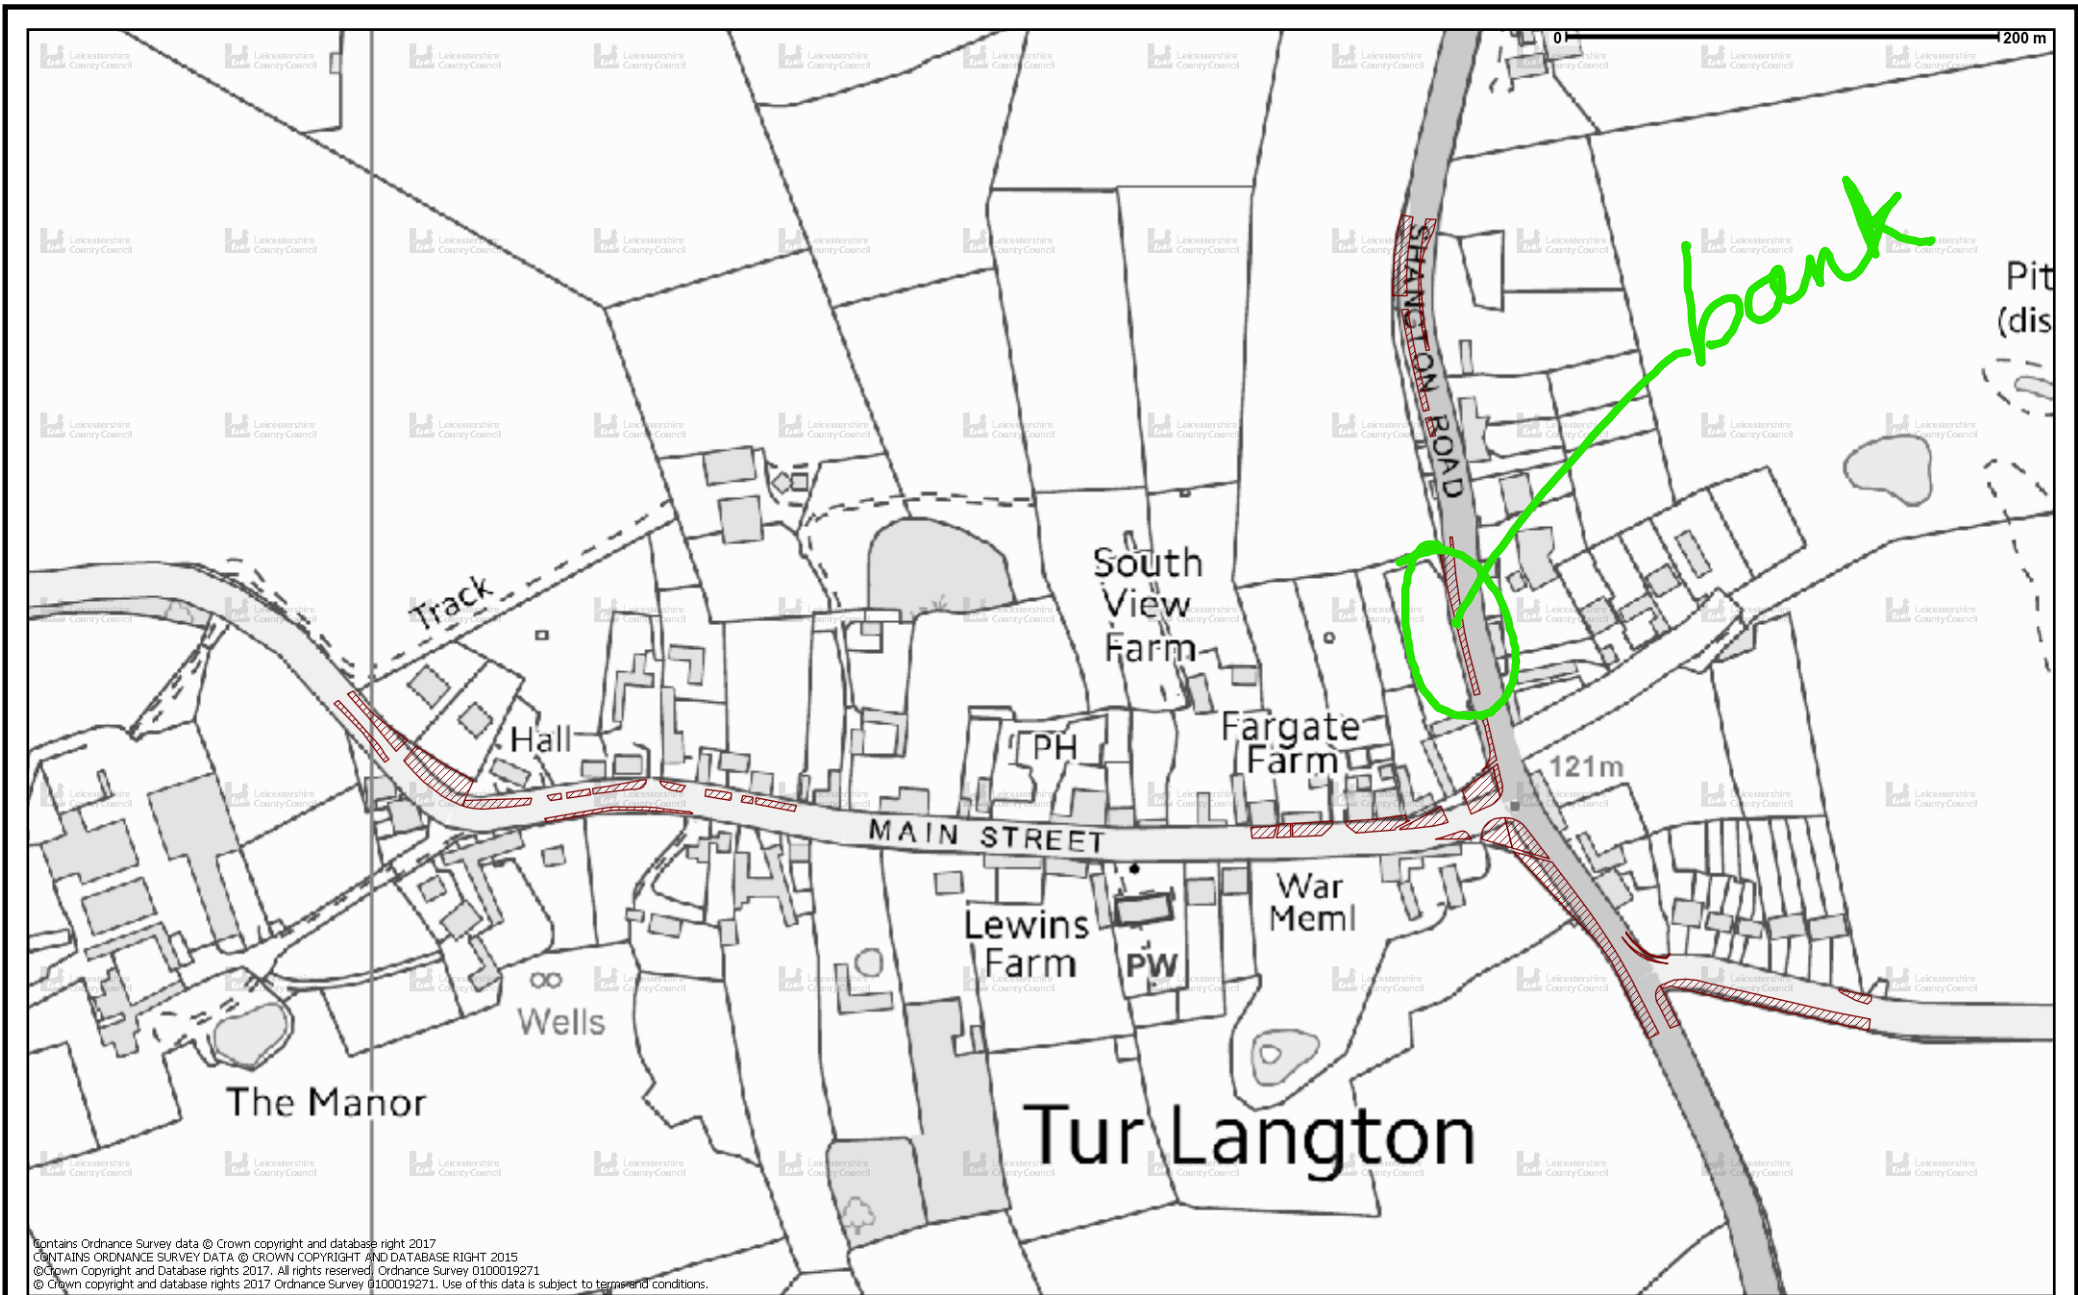 0 200 m
bank
Pit
(dis
SHANGTON ROAD
Track
South
View
Farm
Hall
PH
Fargate
Farm
121m
MAIN STREET
War
Meml
Lewins
Farm
PW
Wells
The Manor
Tur Langton
Leicestershire
County Council
Contains Ordnance Survey data © Crown copyright and database right 2017
CONTAINS ORDNANCE SURVEY DATA © CROWN COPYRIGHT AND DATABASE RIGHT 2015
©Crown Copyright and Database rights 2017. All rights reserved. Ordnance Survey 0100019271
© Crown copyright and database rights 2017 Ordnance Survey 0100019271. Use of this data is subject to terms and conditions.